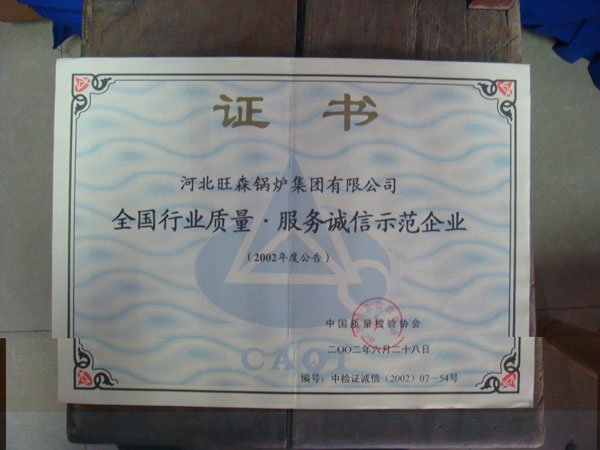 证书
河北旺森锅炉集团有限公司
全国行业质量·服务诚信示范企业
(2002年度公告)
中国质量检验协会
二〇〇二年六月二十八日
CAQI
编号:中检证诚信(2002)07—54号